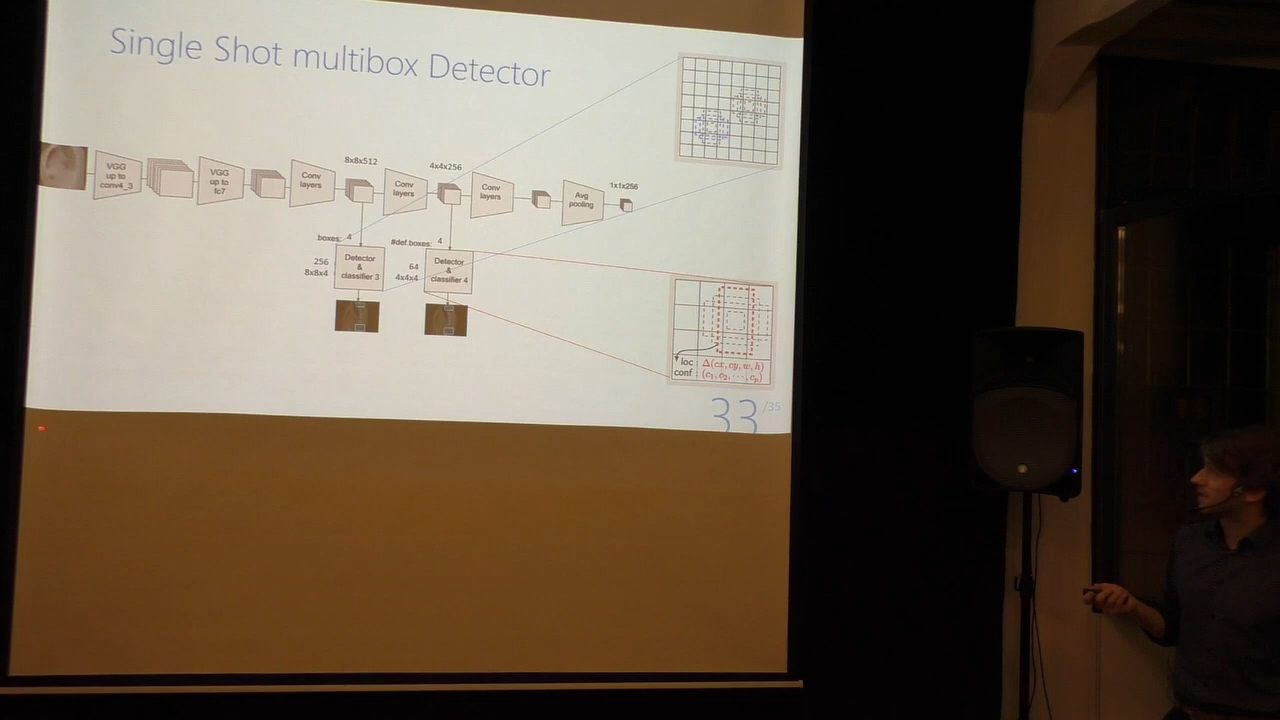 Single Shot multibox Detector
VGG
up to
conv4_3
VGG
up to
fc7
Conv
layers
8x8x512
Conv
layers
4x4x256
Conv
layers
Avg
pooling
1x1x256
boxes: 4
256
8x8x4
Detector
&
classifier 3
#def.boxes: 4
64
4x4x4
Detector
&
classifier 4
loc : Δ(cx, cy, w, h)
conf : (c₁, c₂, ⋯, cₚ)
33/35